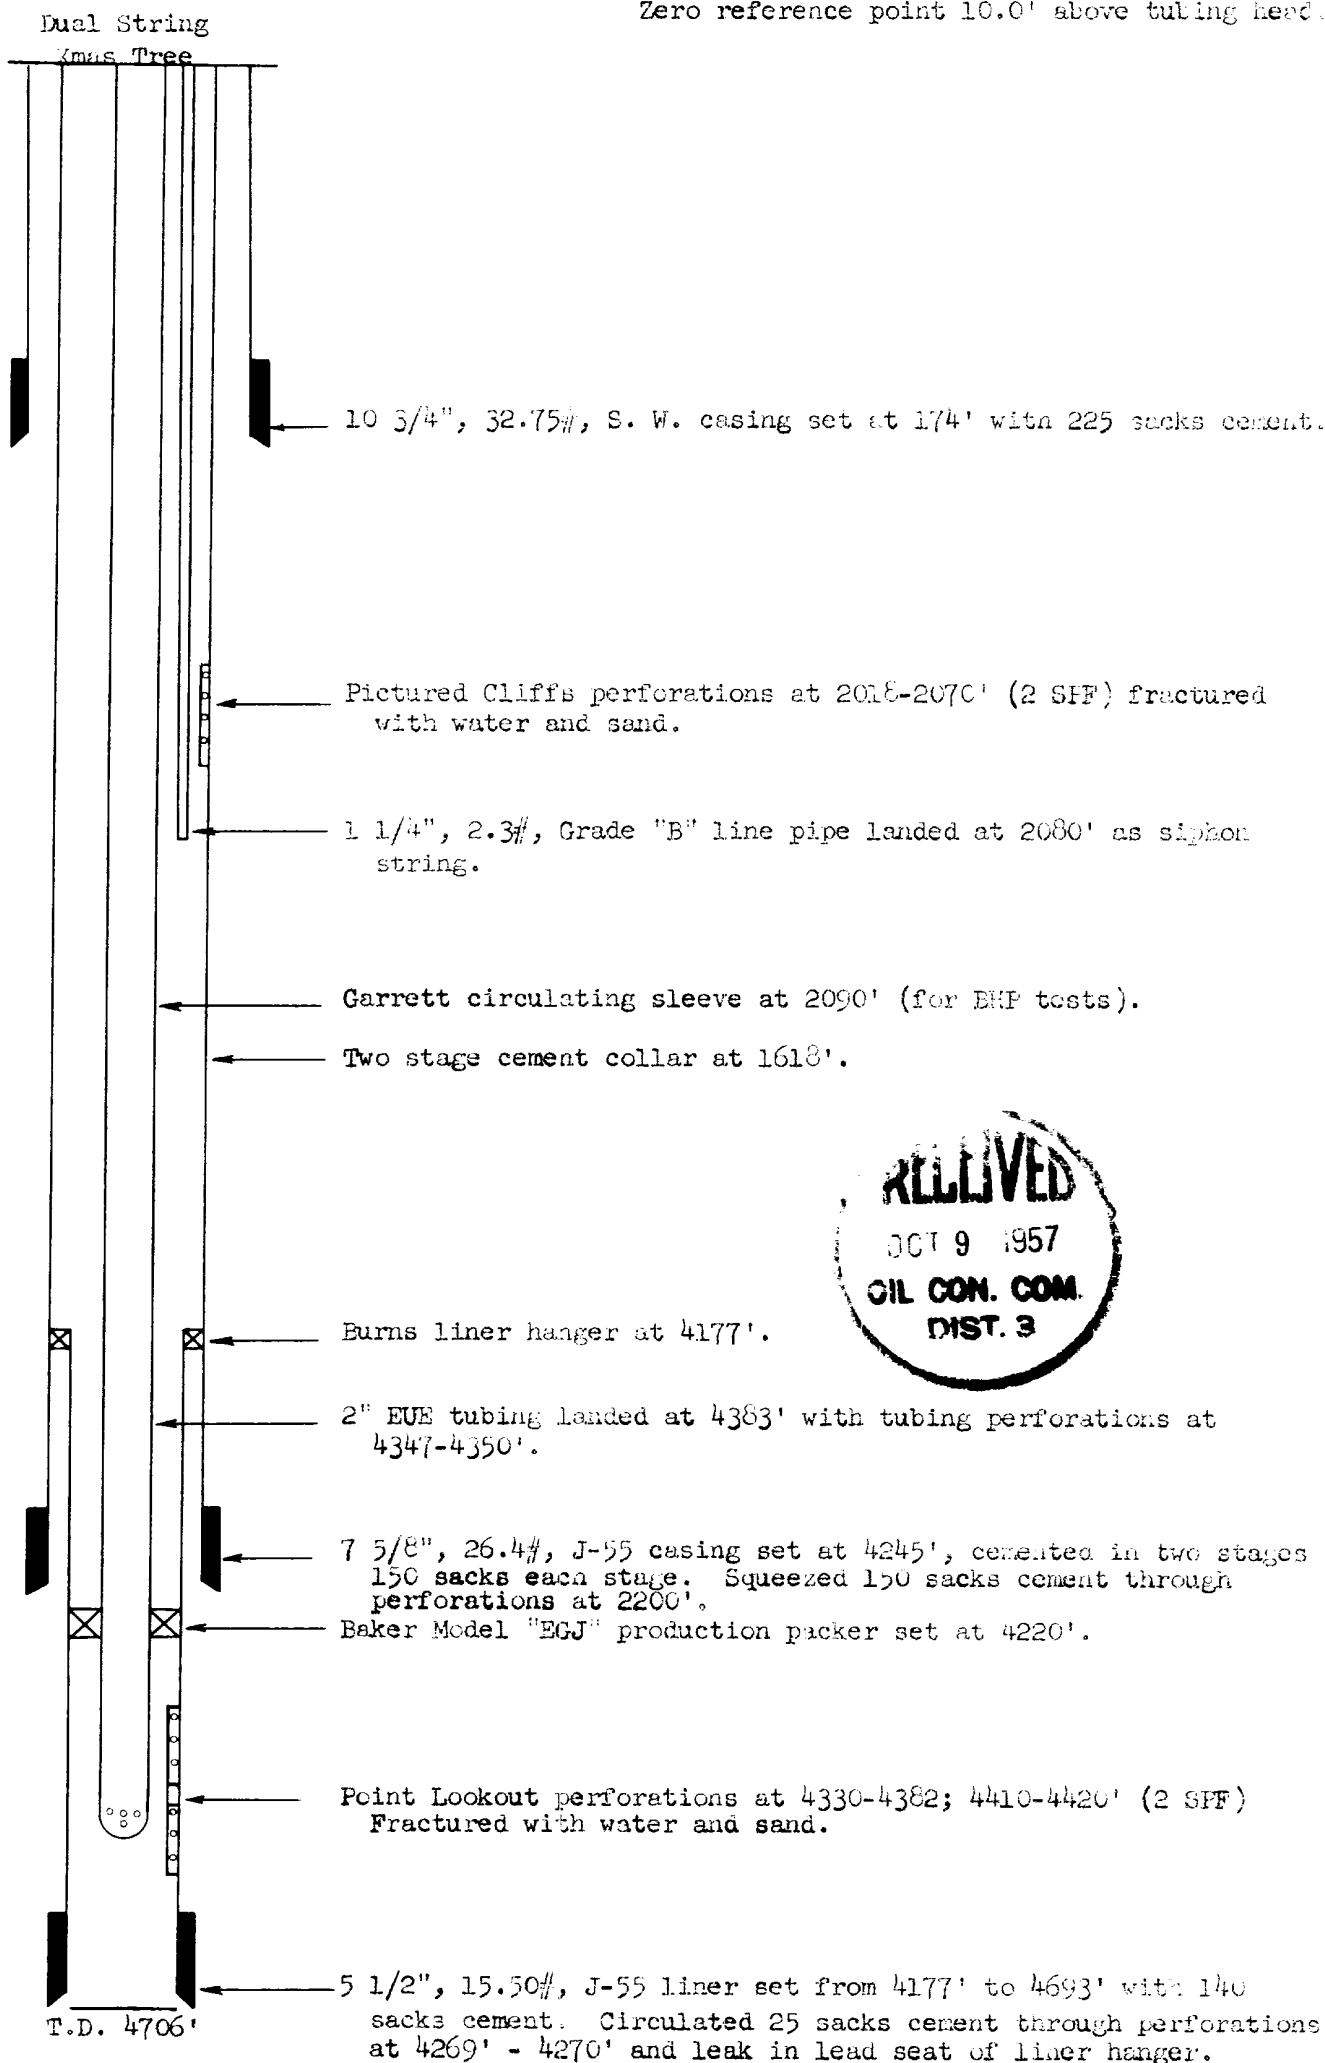 Zero reference point 10.0' above tubing head.
Dual String
Xmas Tree
10 3/4", 32.75#, S. W. casing set at 174' with 225 sacks cement.
Pictured Cliffs perforations at 2018-2070' (2 SPF) fractured
with water and sand.
1 1/4", 2.3#, Grade "B" line pipe landed at 2080' as siphon
string.
Garrett circulating sleeve at 2090' (for BHP tests).
Two stage cement collar at 1618'.
RECEIVED
OCT 9 1957
OIL CON. COM.
DIST. 3
Burns liner hanger at 4177'.
2" EUE tubing landed at 4383' with tubing perforations at
4347-4350'.
7 5/8", 26.4#, J-55 casing set at 4245', cemented in two stages
150 sacks each stage. Squeezed 150 sacks cement through
perforations at 2200'.
Baker Model "EGJ" production packer set at 4220'.
Point Lookout perforations at 4330-4382; 4410-4420' (2 SPF)
Fractured with water and sand.
5 1/2", 15.50#, J-55 liner set from 4177' to 4693' with 140
sacks cement. Circulated 25 sacks cement through perforations
at 4269' - 4270' and leak in lead seat of liner hanger.
T.D. 4706'